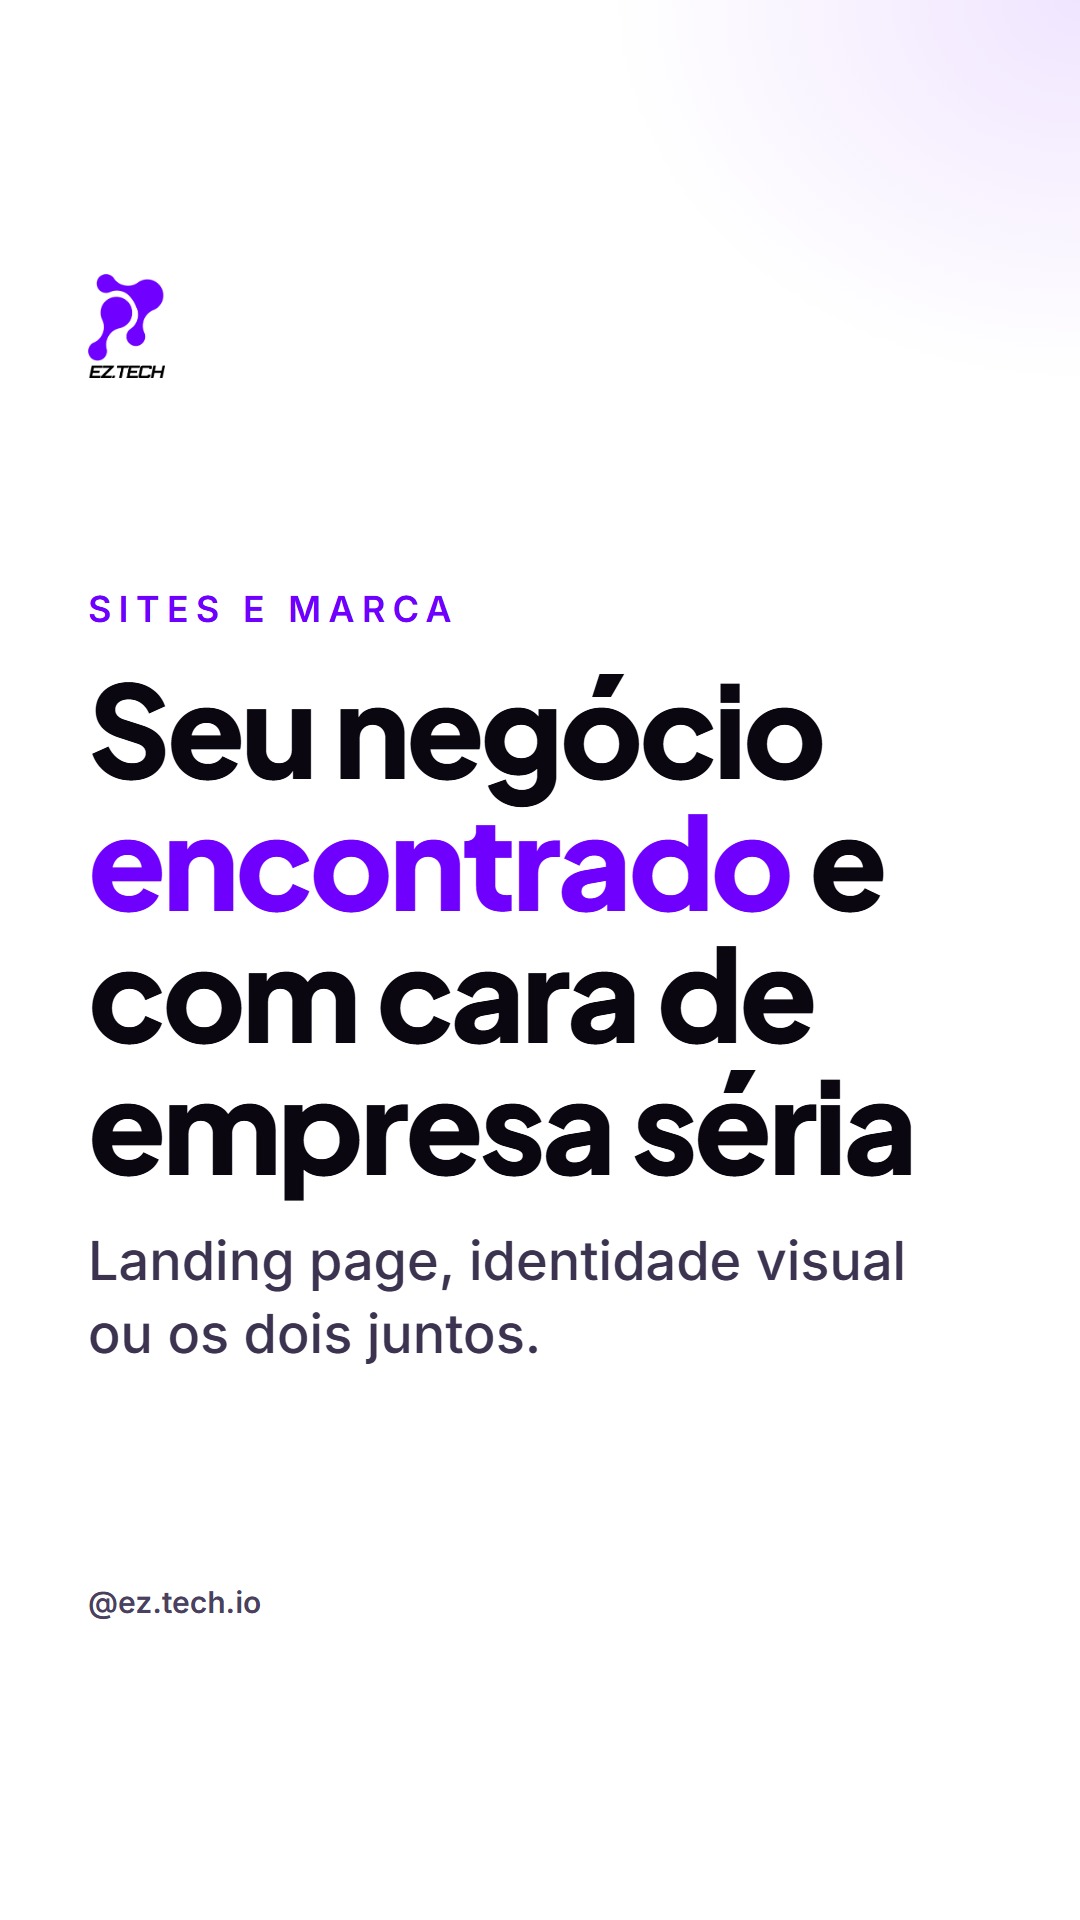 EZ.TECH
SITES E MARCA
Seu negócio
encontrado e
com cara de
empresa séria
Landing page, identidade visual
ou os dois juntos.
@ez.tech.io